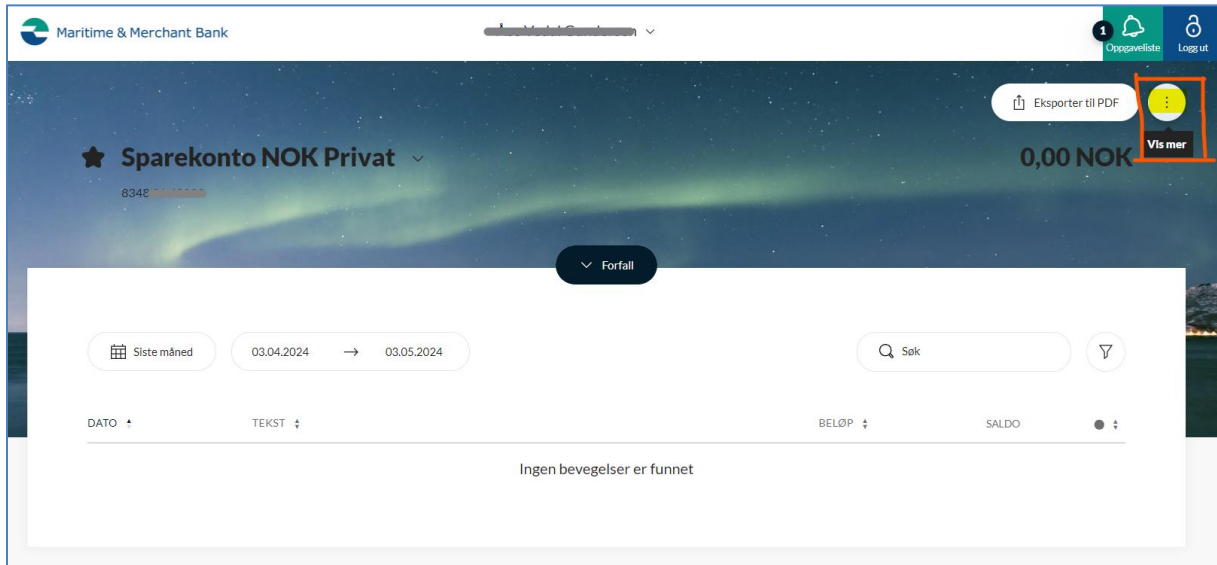 Maritime & Merchant Bank
1
Oppgaveliste
Logg ut
Eksporter til PDF
Vis mer
Sparekonto NOK Privat
0,00 NOK
8348
Forfall
Siste måned
03.04.2024 → 03.05.2024
Søk
DATO TEKST BELØP SALDO
Ingen bevegelser er funnet